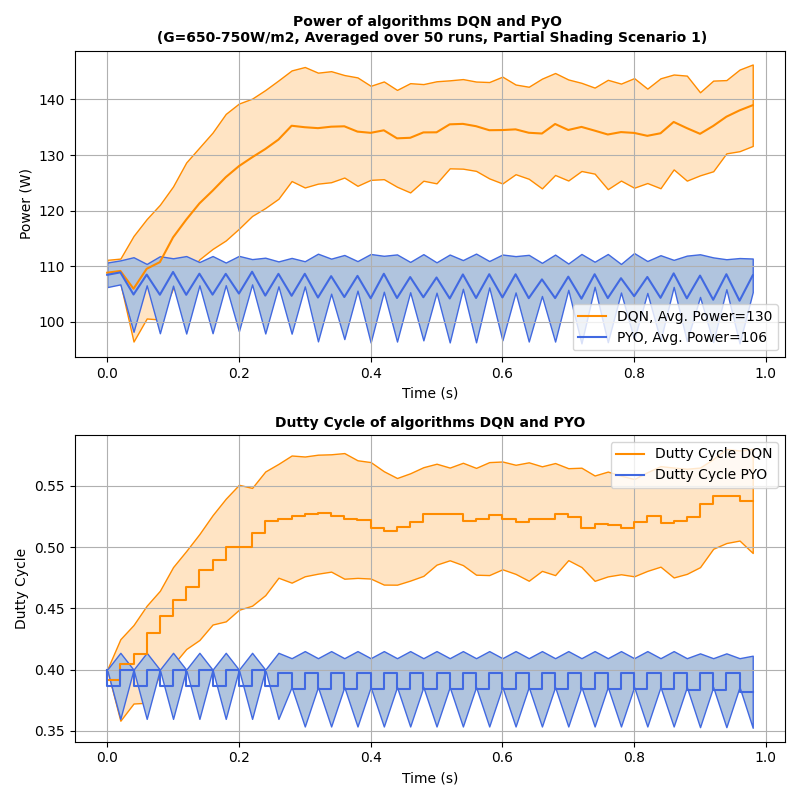 Power of algorithms DQN and PyO
(G=650-750W/m2, Averaged over 50 runs, Partial Shading Scenario 1)
140
130
120
110
100
Power (W)
DQN, Avg. Power=130
PYO, Avg. Power=106
0.0 0.2 0.4 0.6 0.8 1.0
Time (s)
Dutty Cycle of algorithms DQN and PYO
Dutty Cycle DQN
Dutty Cycle PYO
0.55
0.50
0.45
0.40
0.35
Dutty Cycle
0.0 0.2 0.4 0.6 0.8 1.0
Time (s)